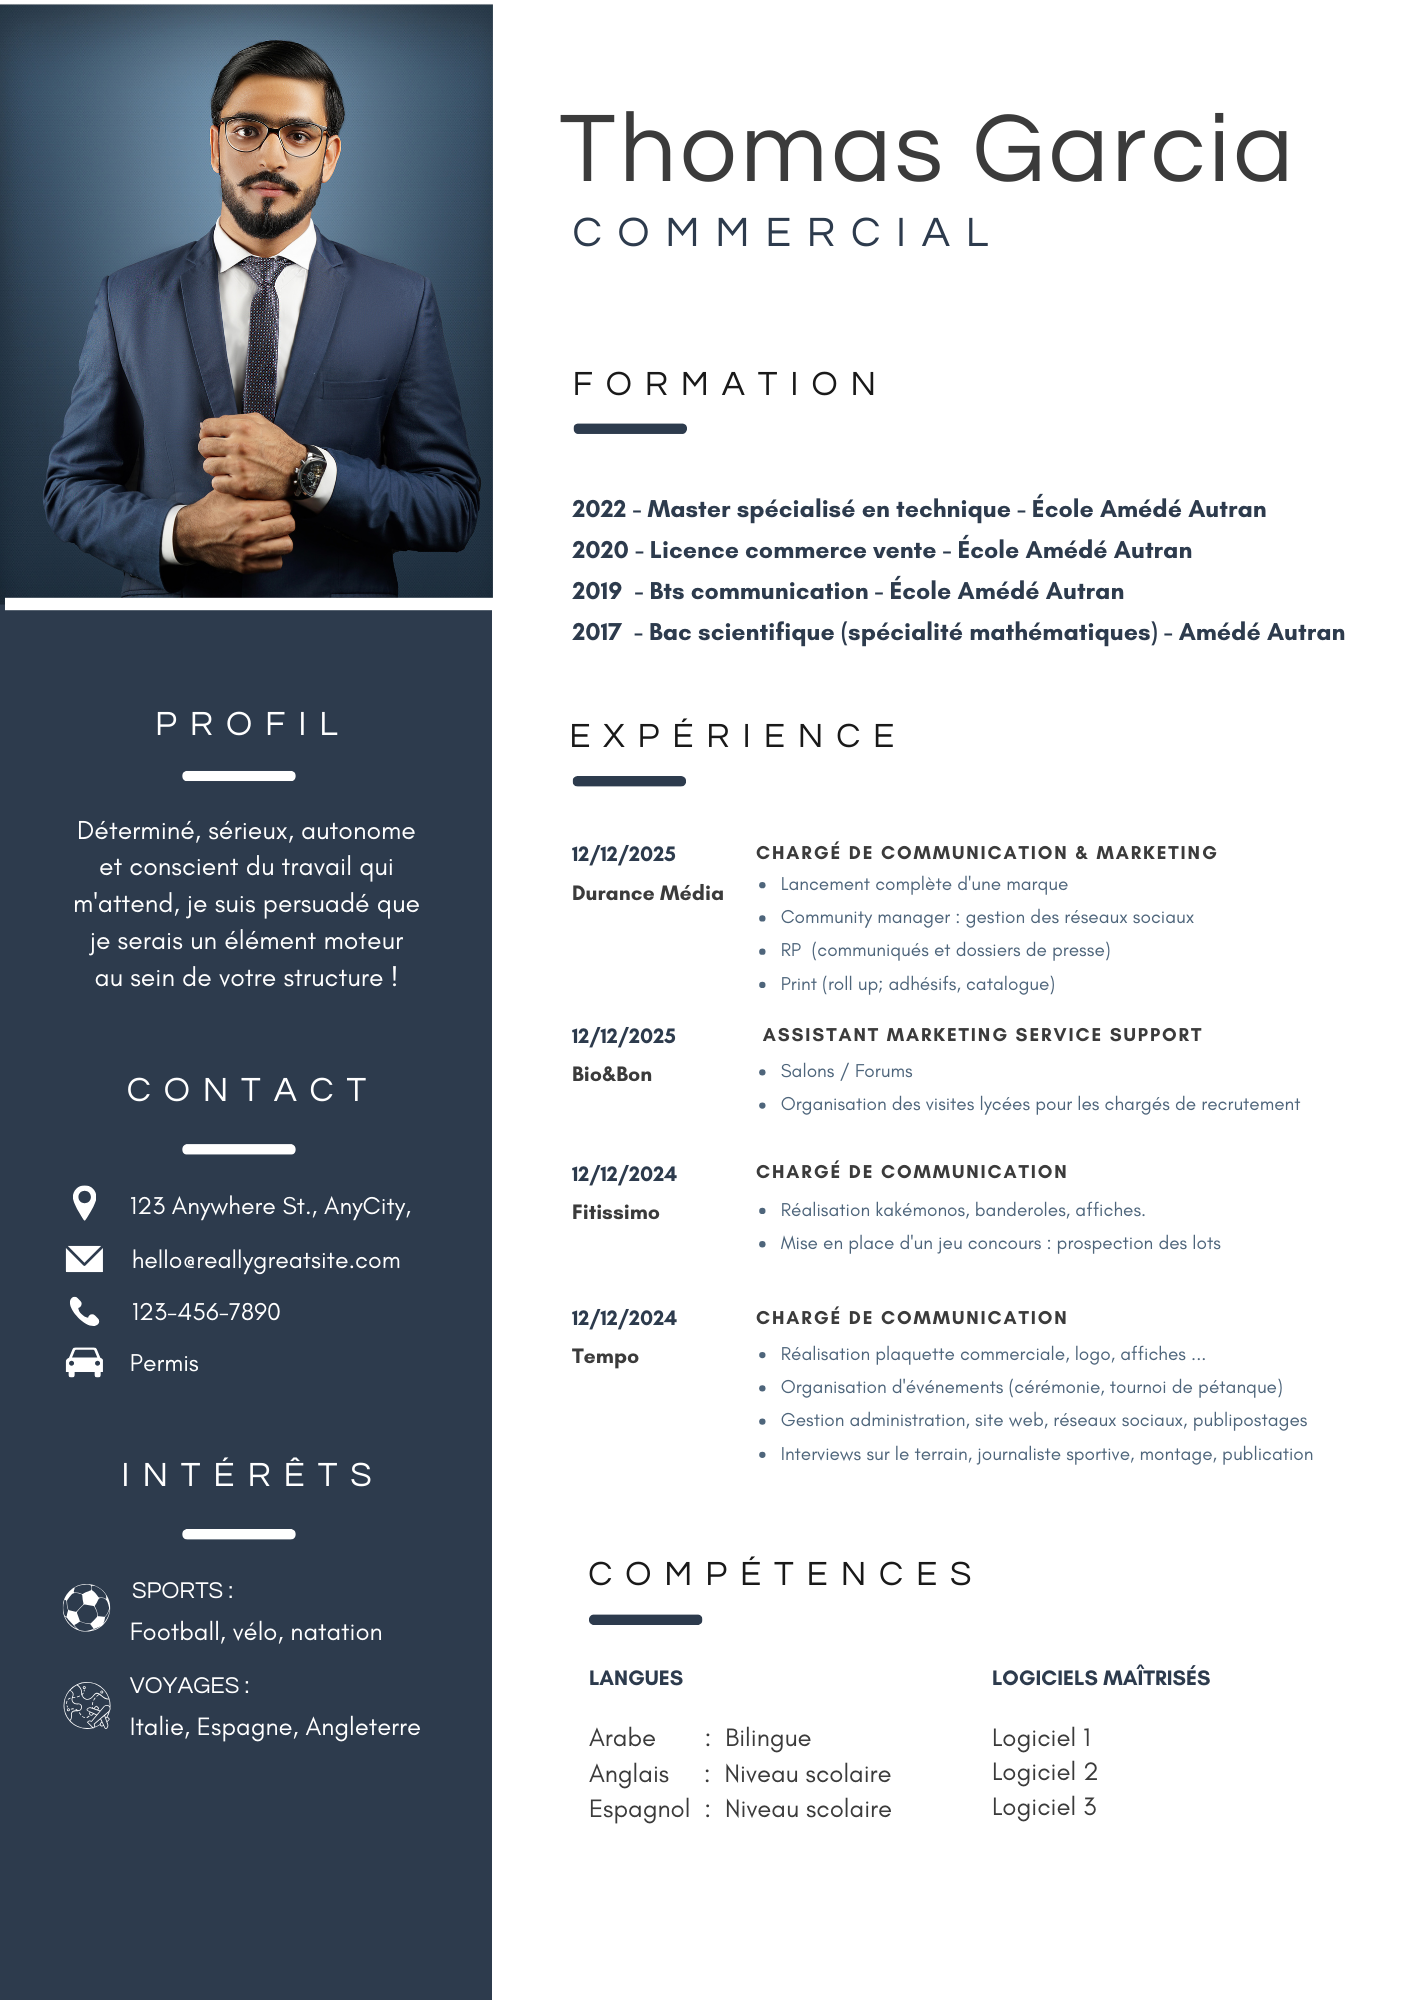 Thomas Garcia
COMMERCIAL
PROFIL
Déterminé, sérieux, autonome
et conscient du travail qui
m'attend, je suis persuadé que
je serais un élément moteur
au sein de votre structure !
CONTACT
123 Anywhere St., AnyCity,
hello@reallygreatsite.com
123-456-7890
Permis
INTÉRÊTS
SPORTS :
Football, vélo, natation
VOYAGES :
Italie, Espagne, Angleterre
FORMATION
2022 - Master spécialisé en technique - École Amédé Autran
2020 - Licence commerce vente - École Amédé Autran
2019 - Bts communication - École Amédé Autran
2017 - Bac scientifique (spécialité mathématiques) - Amédé Autran
EXPÉRIENCE
12/12/2025
Durance Média
CHARGÉ DE COMMUNICATION & MARKETING
• Lancement complète d'une marque
• Community manager : gestion des réseaux sociaux
• RP (communiqués et dossiers de presse)
• Print (roll up; adhésifs, catalogue)
12/12/2025
Bio&Bon
ASSISTANT MARKETING SERVICE SUPPORT
• Salons / Forums
• Organisation des visites lycées pour les chargés de recrutement
12/12/2024
Fitissimo
CHARGÉ DE COMMUNICATION
• Réalisation kakémonos, banderoles, affiches.
• Mise en place d'un jeu concours : prospection des lots
12/12/2024
Tempo
CHARGÉ DE COMMUNICATION
• Réalisation plaquette commerciale, logo, affiches ...
• Organisation d'événements (cérémonie, tournoi de pétanque)
• Gestion administration, site web, réseaux sociaux, publipostages
• Interviews sur le terrain, journaliste sportive, montage, publication
COMPÉTENCES
LANGUES
Arabe : Bilingue
Anglais : Niveau scolaire
Espagnol : Niveau scolaire
LOGICIELS MAÎTRISÉS
Logiciel 1
Logiciel 2
Logiciel 3